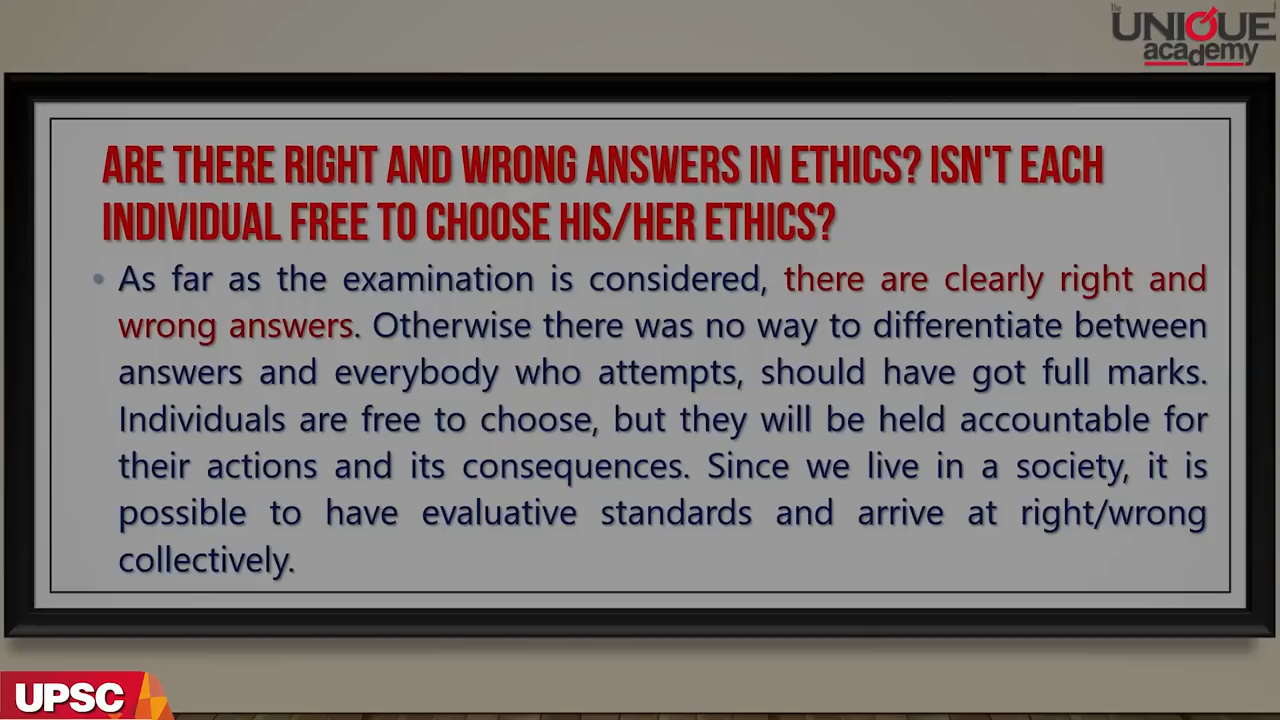 The
UNIQUE
academy
ARE THERE RIGHT AND WRONG ANSWERS IN ETHICS? ISN'T EACH
INDIVIDUAL FREE TO CHOOSE HIS/HER ETHICS?
• As far as the examination is considered, there are clearly right and
wrong answers. Otherwise there was no way to differentiate between
answers and everybody who attempts, should have got full marks.
Individuals are free to choose, but they will be held accountable for
their actions and its consequences. Since we live in a society, it is
possible to have evaluative standards and arrive at right/wrong
collectively.
UPSC